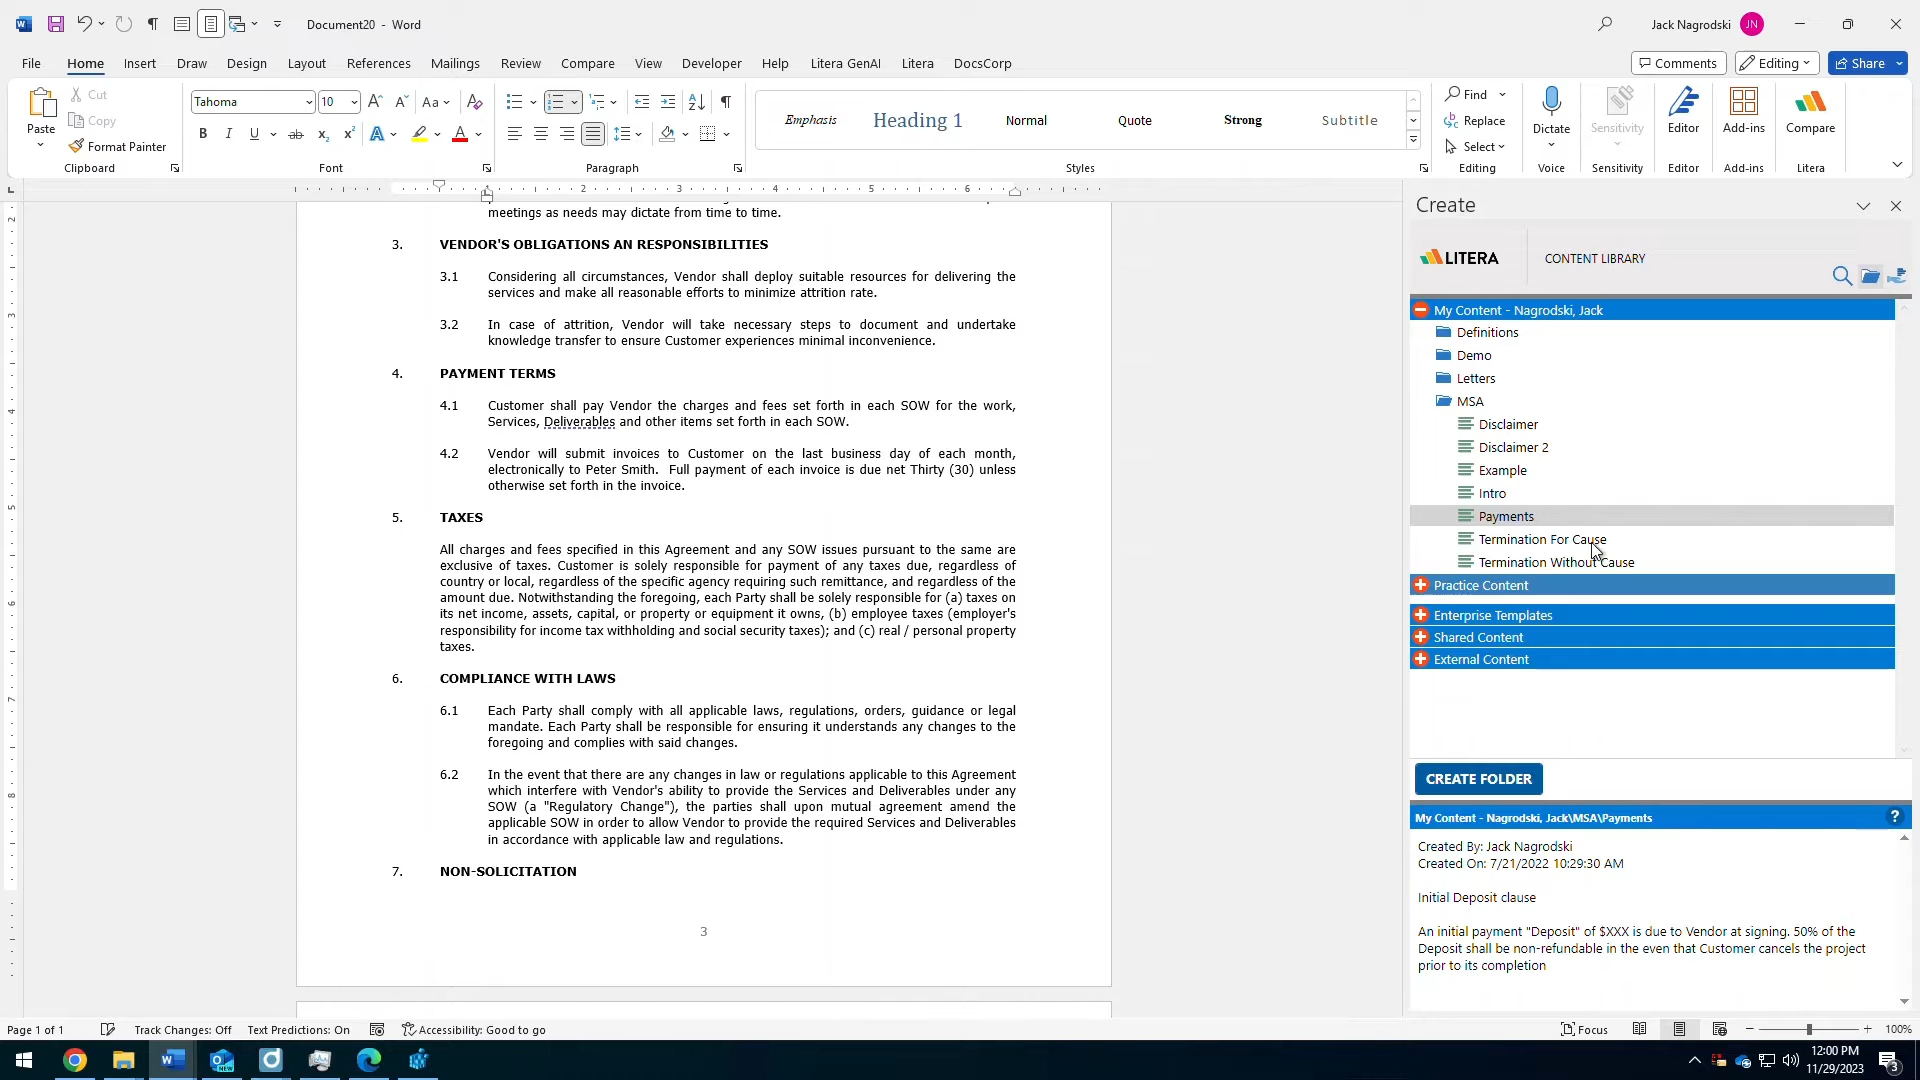 Document20 - Word
Jack Nagrodski
JN
File Home Insert Draw Design Layout References Mailings Review Compare View Developer Help Litera GenAI Litera DocsCorp
Comments
Editing
Share
Paste
Cut
Copy
Format Painter
Clipboard
Tahoma
10
Font
Paragraph
Emphasis
Heading 1
Normal
Quote
Strong
Subtitle
Styles
Find
Replace
Select
Editing
Dictate
Voice
Sensitivity
Sensitivity
Editor
Editor
Add-ins
Add-ins
Compare
Litera
meetings as needs may dictate from time to time.
3. VENDOR'S OBLIGATIONS AN RESPONSIBILITIES
3.1 Considering all circumstances, Vendor shall deploy suitable resources for delivering the
services and make all reasonable efforts to minimize attrition rate.
3.2 In case of attrition, Vendor will take necessary steps to document and undertake
knowledge transfer to ensure Customer experiences minimal inconvenience.
4. PAYMENT TERMS
4.1 Customer shall pay Vendor the charges and fees set forth in each SOW for the work,
Services, Deliverables and other items set forth in each SOW.
4.2 Vendor will submit invoices to Customer on the last business day of each month,
electronically to Peter Smith. Full payment of each invoice is due net Thirty (30) unless
otherwise set forth in the invoice.
5. TAXES
All charges and fees specified in this Agreement and any SOW issues pursuant to the same are
exclusive of taxes. Customer is solely responsible for payment of any taxes due, regardless of
country or local, regardless of the specific agency requiring such remittance, and regardless of the
amount due. Notwithstanding the foregoing, each Party shall be solely responsible for (a) taxes on
its net income, assets, capital, or property or equipment it owns, (b) employee taxes (employer's
responsibility for income tax withholding and social security taxes); and (c) real / personal property
taxes.
6. COMPLIANCE WITH LAWS
6.1 Each Party shall comply with all applicable laws, regulations, orders, guidance or legal
mandate. Each Party shall be responsible for ensuring it understands any changes to the
foregoing and complies with said changes.
6.2 In the event that there are any changes in law or regulations applicable to this Agreement
which interfere with Vendor's ability to provide the Services and Deliverables under any
SOW (a "Regulatory Change"), the parties shall upon mutual agreement amend the
applicable SOW in order to allow Vendor to provide the required Services and Deliverables
in accordance with applicable law and regulations.
7. NON-SOLICITATION
3
Create
LITERA
CONTENT LIBRARY
My Content - Nagrodski, Jack
Definitions
Demo
Letters
MSA
Disclaimer
Disclaimer 2
Example
Intro
Payments
Termination For Cause
Termination Without Cause
Practice Content
Enterprise Templates
Shared Content
External Content
CREATE FOLDER
My Content - Nagrodski, Jack\MSA\Payments
Created By: Jack Nagrodski
Created On: 7/21/2022 10:29:30 AM
Initial Deposit clause
An initial payment "Deposit" of $XXX is due to Vendor at signing. 50% of the
Deposit shall be non-refundable in the even that Customer cancels the project
prior to its completion
Page 1 of 1
Track Changes: Off
Text Predictions: On
Accessibility: Good to go
Focus
100%
12:00 PM
11/29/2023
3